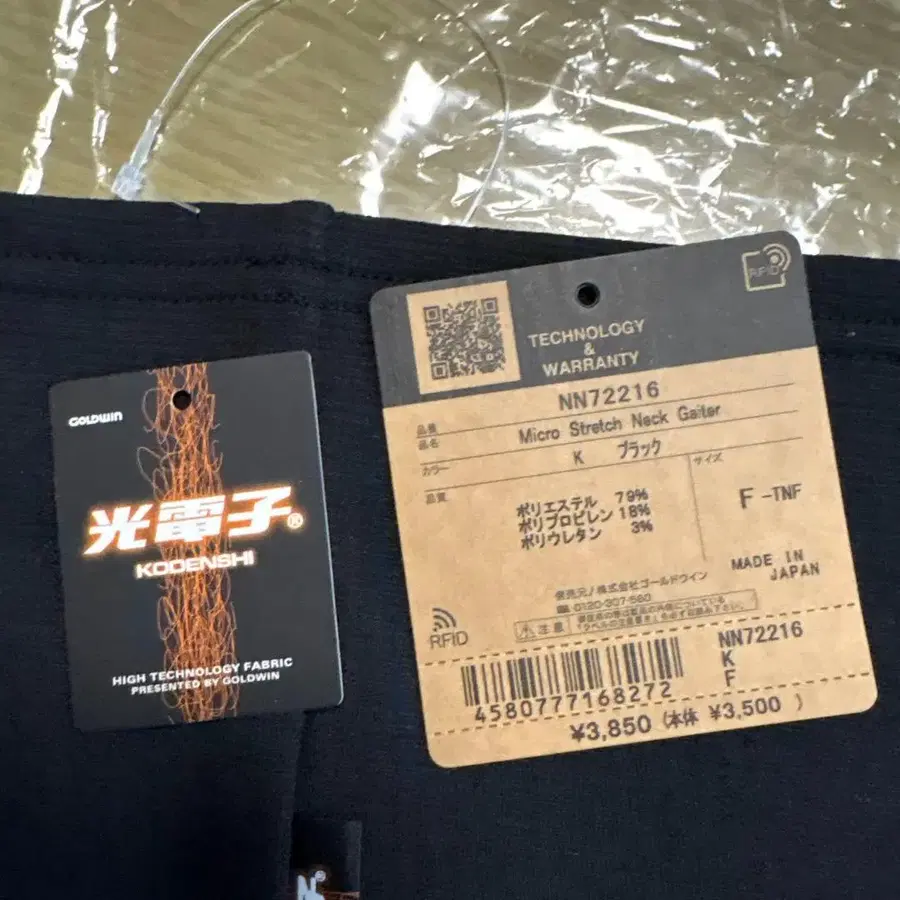 GOLDWIN
光電子®
KODENSHI
HIGH TECHNOLOGY FABRIC
PRESENTED BY GOLDWIN
RFID
TECHNOLOGY
&
WARRANTY
品番 NN72216
品名 Micro Stretch Neck Gaiter
カラー K ブラック
品質
ポリエステル 79%
ポリプロピレン 18%
ポリウレタン 3%
サイズ
F -TNF
MADE IN
JAPAN
発売元/株式会社ゴールドウイン
0120-307-560
注意
RFID
NN72216
K
F
4580777168272
¥3,850 (本体 ¥3,500 )
N®